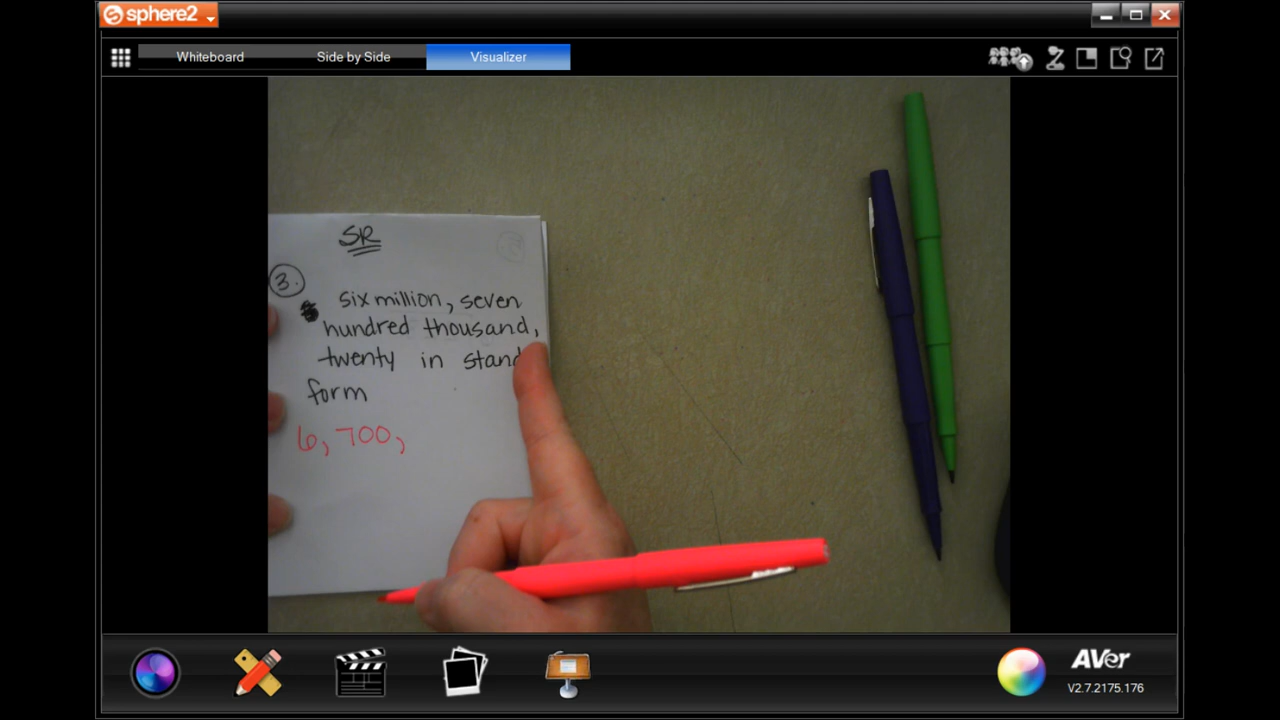 sphere2
Whiteboard Side by Side Visualizer
SR
3.
six million, seven
hundred thousand,
twenty in stand
form
6, 700,
AVer
V2.7.2175.176